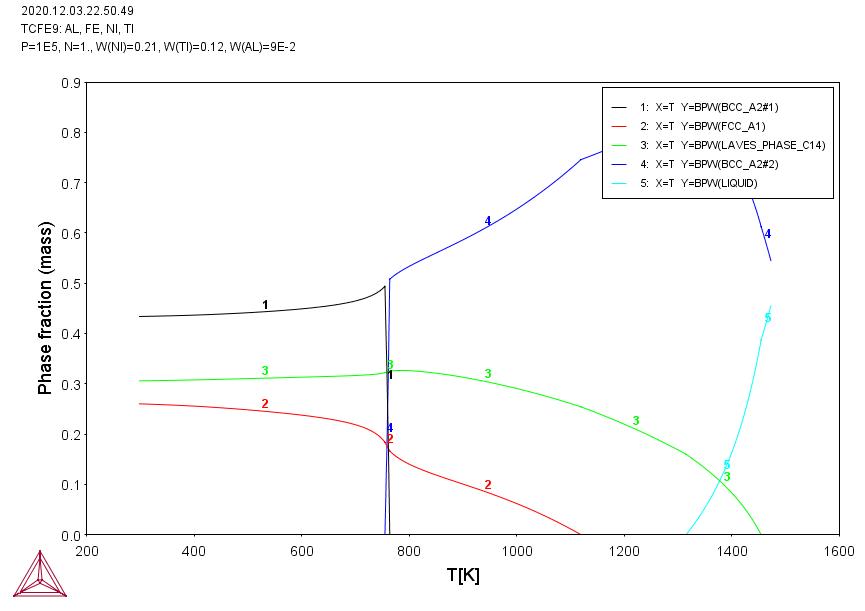 2020.12.03.22.50.49
TCFE9: AL, FE, NI, TI
P=1E5, N=1., W(NI)=0.21, W(TI)=0.12, W(AL)=9E-2
0.9
1: X=T Y=BPW(BCC_A2#1)
2: X=T Y=BPW(FCC_A1)
3: X=T Y=BPW(LAVES_PHASE_C14)
4: X=T Y=BPW(BCC_A2#2)
5: X=T Y=BPW(LIQUID)
0.8
0.7
0.6
0.5
0.4
0.3
0.2
0.1
0.0
Phase fraction (mass)
4
4
1
5
3
3
1
3
2
3
4
2
2
5
3
200 400 600 800 1000 1200 1400 1600
T[K]